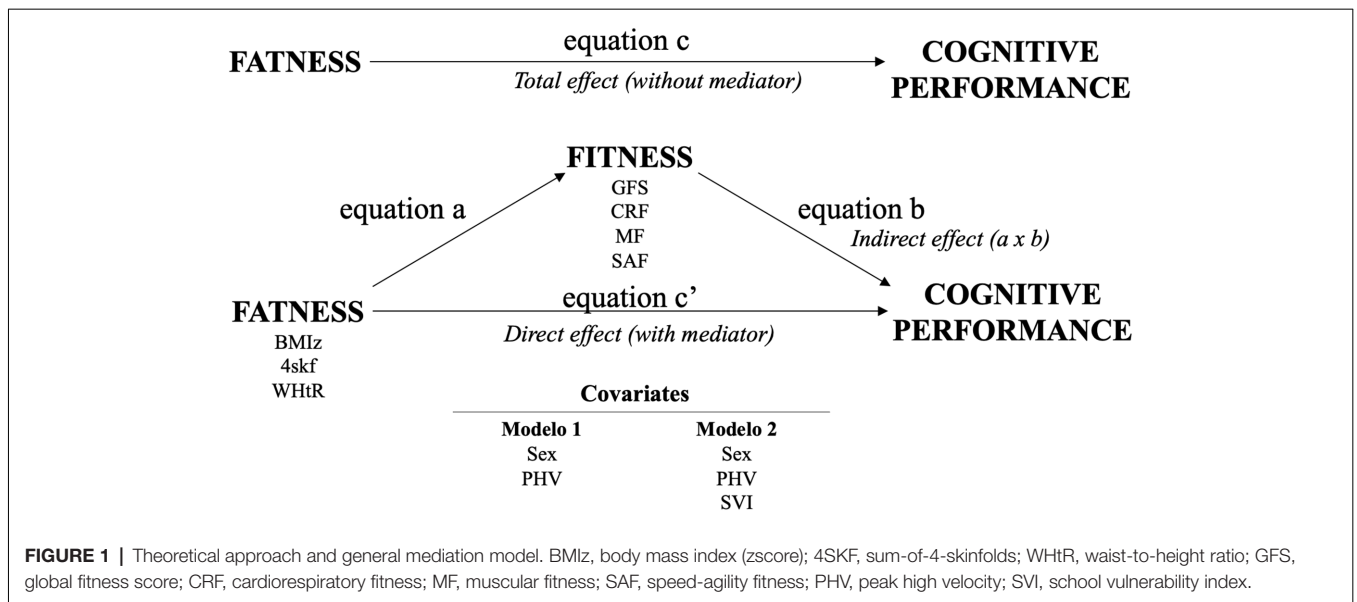 equation c
FATNESS
COGNITIVE
PERFORMANCE
Total effect (without mediator)
FITNESS
GFS
CRF
MF
SAF
equation a
equation b
Indirect effect (a x b)
FATNESS
BMIz
4skf
WHtR
equation c’
Direct effect (with mediator)
COGNITIVE
PERFORMANCE
Covariates
Modelo 1
Sex
PHV
Modelo 2
Sex
PHV
SVI
FIGURE 1 | Theoretical approach and general mediation model. BMIz, body mass index (zscore); 4SKF, sum-of-4-skinfolds; WHtR, waist-to-height ratio; GFS,
global fitness score; CRF, cardiorespiratory fitness; MF, muscular fitness; SAF, speed-agility fitness; PHV, peak high velocity; SVI, school vulnerability index.